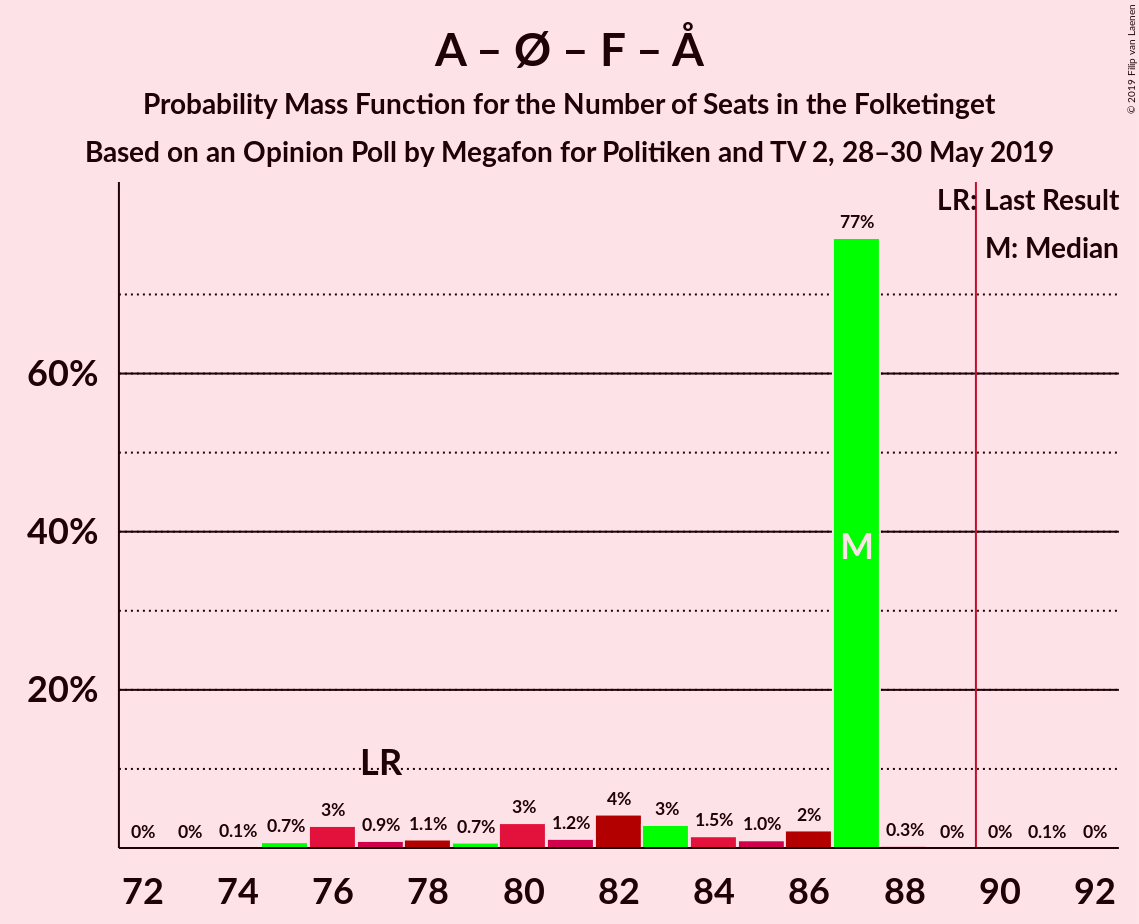 A – Ø – F – Å
Probability Mass Function for the Number of Seats in the Folketinget
Based on an Opinion Poll by Megafon for Politiken and TV 2, 28–30 May 2019
© 2019 Filip van Laenen
LR: Last Result
M: Median
77%
60%
40%
20%
M
LR
0%
0%
0.1%
0.7%
3%
0.9%
1.1%
0.7%
3%
1.2%
4%
3%
1.5%
1.0%
2%
0.3%
0%
0%
0.1%
0%
72 74 76 78 80 82 84 86 88 90 92